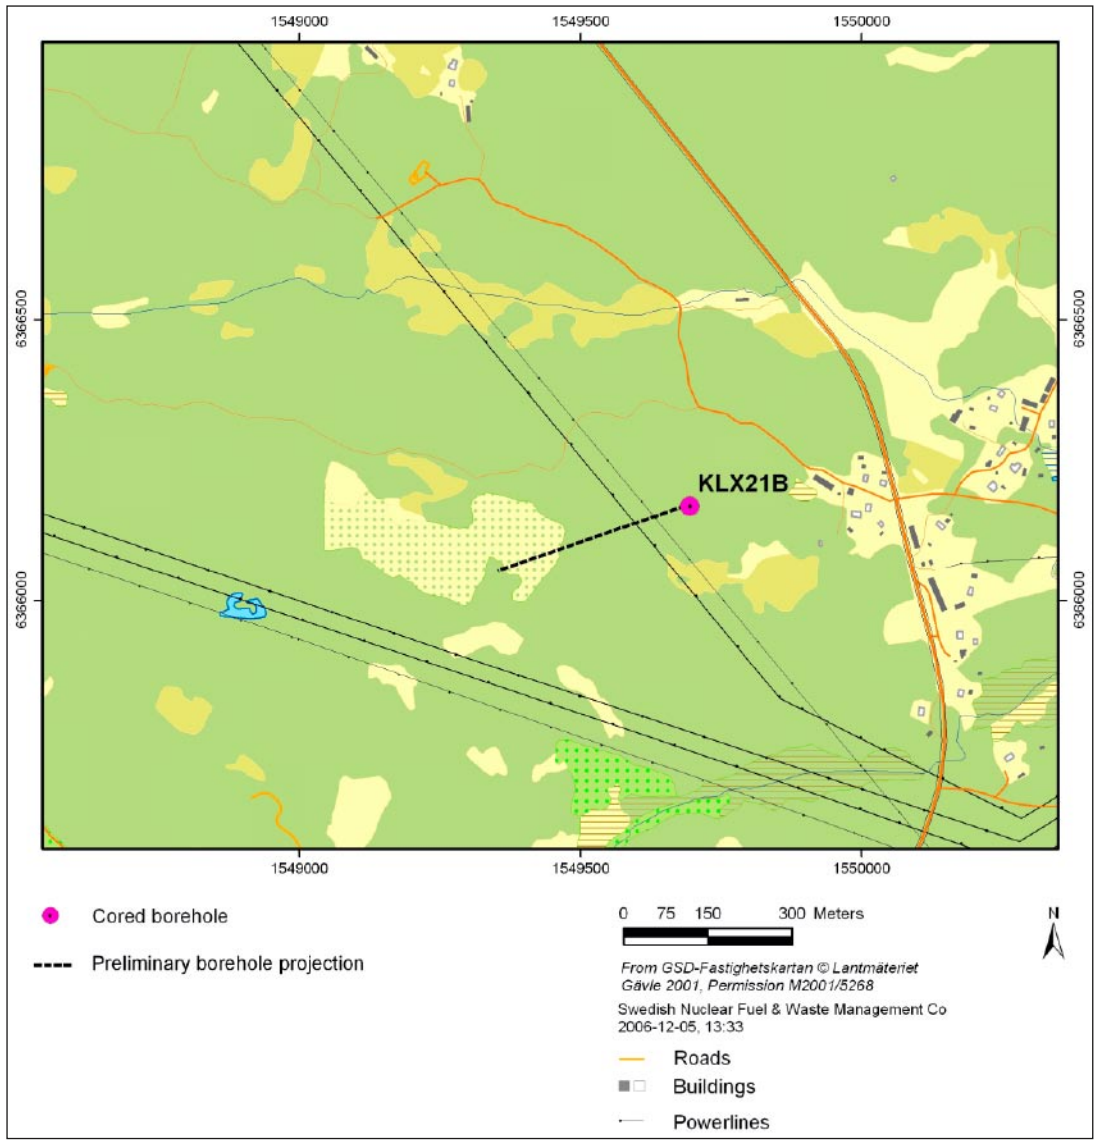 1549000 1549500 1550000
6366500 6366500
KLX21B
6366000 6366000
1549000 1549500 1550000
Cored borehole
Preliminary borehole projection
0 75 150 300 Meters
N
From GSD-Fastighetskartan © Lantmäteriet
Gävle 2001, Permission M2001/5268
Swedish Nuclear Fuel & Waste Management Co
2006-12-05, 13:33
Roads
Buildings
Powerlines